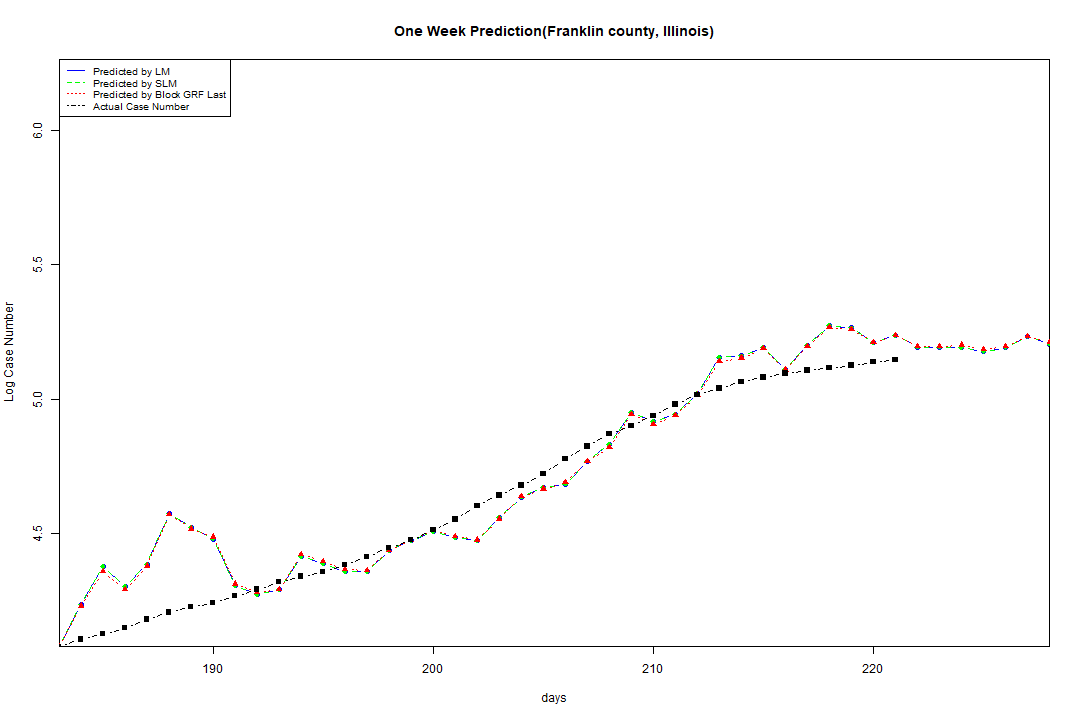 One Week Prediction(Franklin county, Illinois)
Predicted by LM
Predicted by SLM
Predicted by Block GRF Last
Actual Case Number
6.0
5.5
5.0
4.5
Log Case Number
190
200
210
220
days